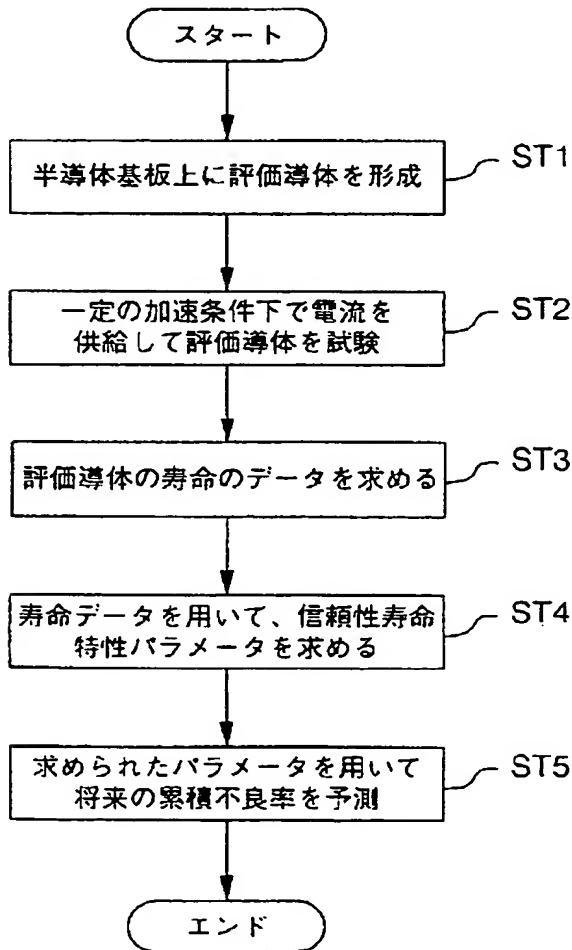 スタート
半導体基板上に評価導体を形成
ST1
一定の加速条件下で電流を
供給して評価導体を試験
ST2
評価導体の寿命のデータを求める
ST3
寿命データを用いて、信頼性寿命
特性パラメータを求める
ST4
求められたパラメータを用いて
将来の累積不良率を予測
ST5
エンド